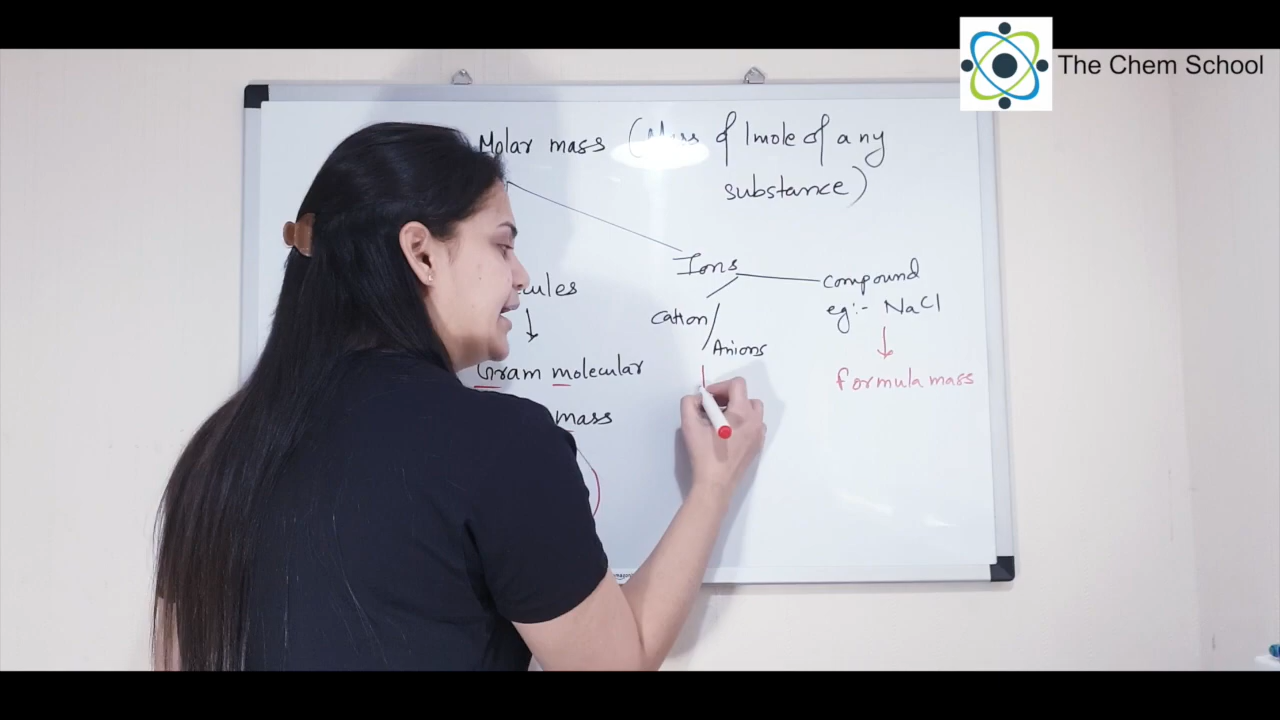 The Chem School
Molar mass (Mass of 1mole of any
substance)
Ions
compound
eg:- NaCl
Cation
Anions
formula mass
Gram molecular
mass